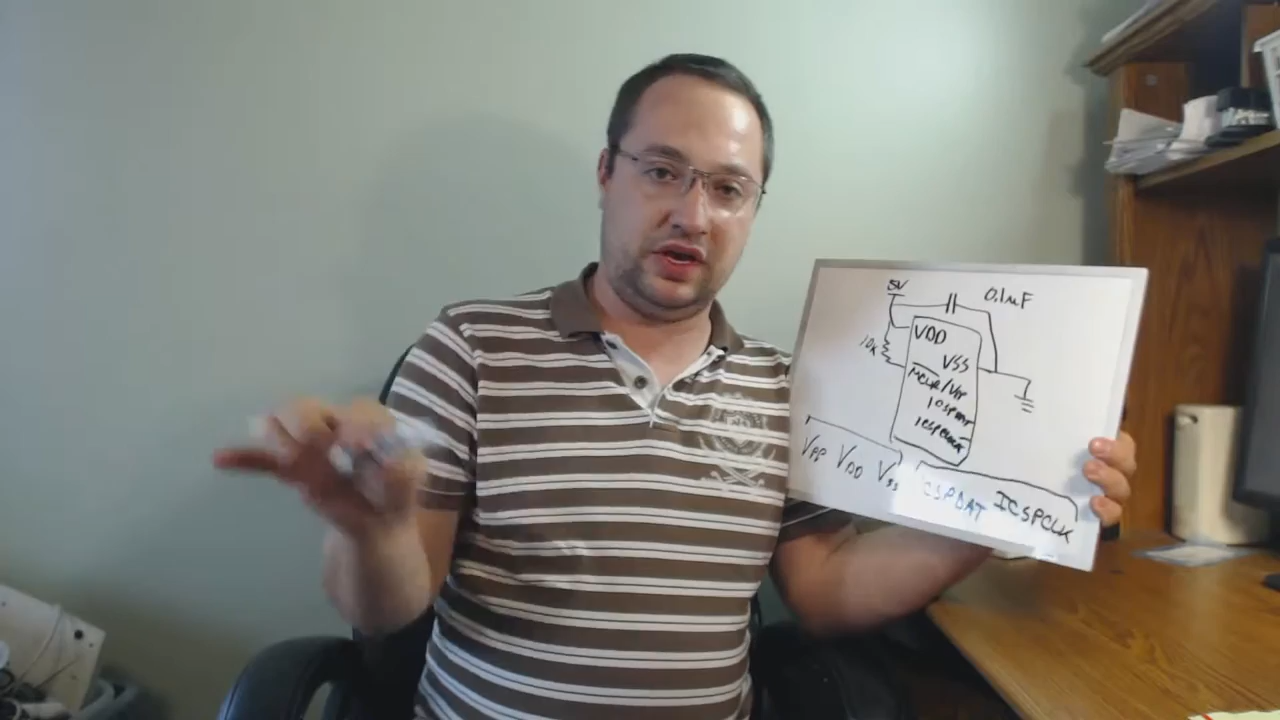 5V
0.1uF
10K
VDD
VSS
MCLR/VPP
ICSPDAT
ICSPCLK
VPP VDD VSS ICSPDAT ICSPCLK